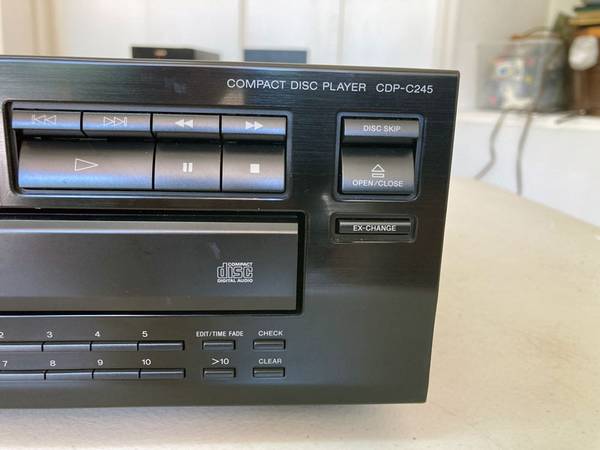 COMPACT DISC PLAYER CDP-C245
DISC SKIP
OPEN/CLOSE
EX-CHANGE
COMPACT
disc
DIGITAL AUDIO
2 3 4 5 EDIT/TIME FADE CHECK
7 8 9 10 >10 CLEAR